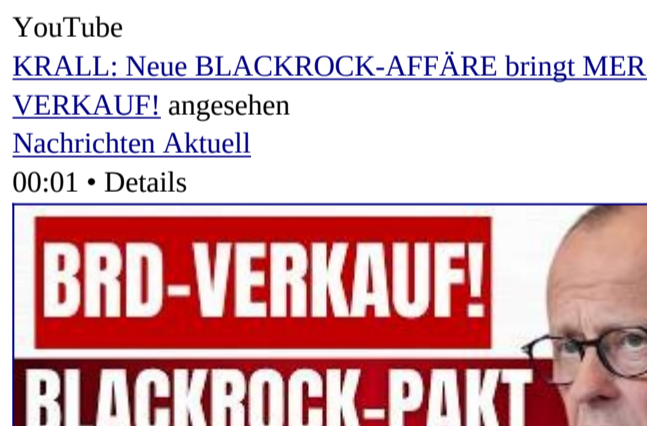 YouTube
KRALL: Neue BLACKROCK-AFFÄRE bringt MER
VERKAUF! angesehen
Nachrichten Aktuell
00:01 • Details
BRD-VERKAUF!
BLACKROCK-PAKT